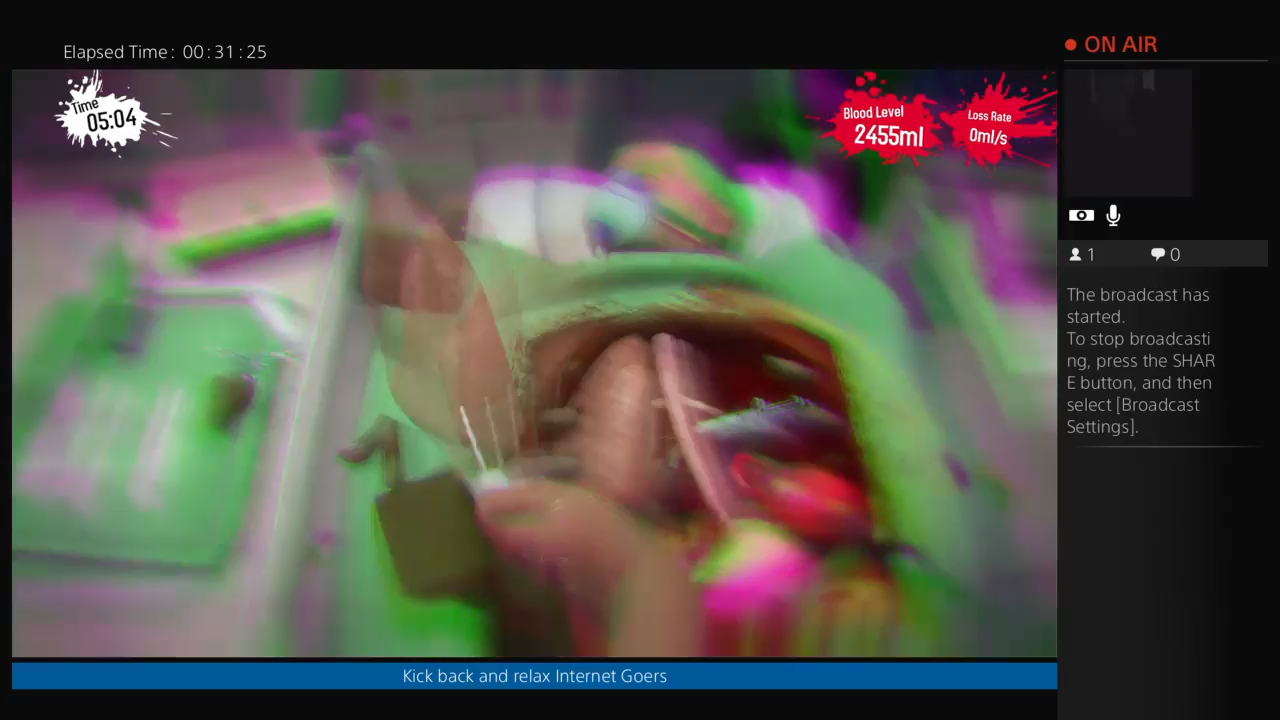 Elapsed Time: 00:31:25
ON AIR
Time
05:04
Blood Level
2455ml
Loss Rate
0ml/s
1
0
The broadcast has
started.
To stop broadcasti
ng, press the SHAR
E button, and then
select [Broadcast
Settings].
Kick back and relax Internet Goers